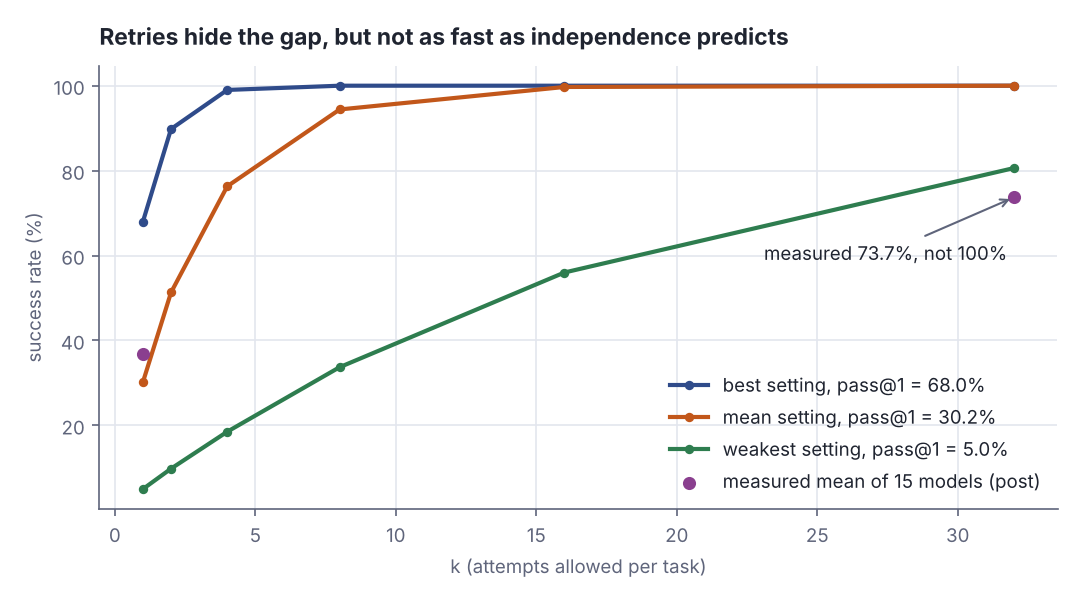 Retries hide the gap, but not as fast as independence predicts
success rate (%)
100
80
60
40
20
measured 73.7%, not 100%
best setting, pass@1 = 68.0%
mean setting, pass@1 = 30.2%
weakest setting, pass@1 = 5.0%
measured mean of 15 models (post)
0 5 10 15 20 25 30
k (attempts allowed per task)